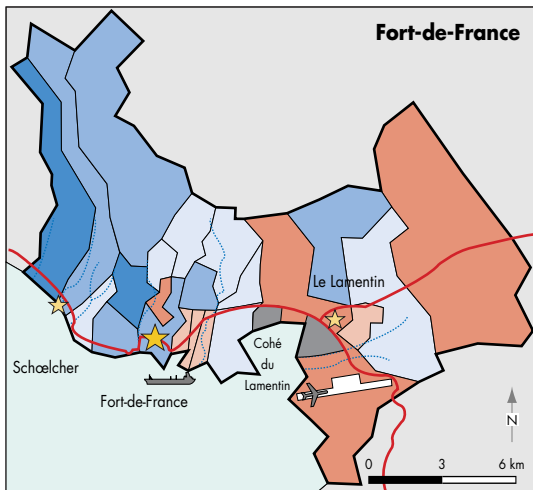 Fort-de-France
Le Lamentin
Cohé
du
Lamentin
Schœlcher
Fort-de-France
N
0 3 6 km